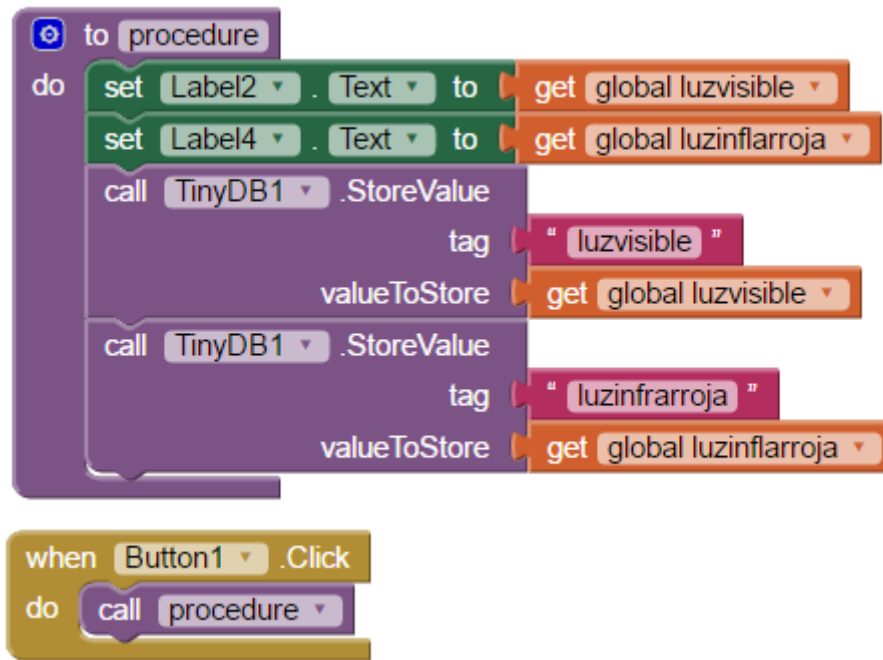 to procedure
do set Label2 . Text to get global luzvisible
set Label4 . Text to get global luzinflarroja
call TinyDB1 .StoreValue
tag " luzvisible "
valueToStore get global luzvisible
call TinyDB1 .StoreValue
tag " luzinfrarroja "
valueToStore get global luzinflarroja
when Button1 .Click
do call procedure